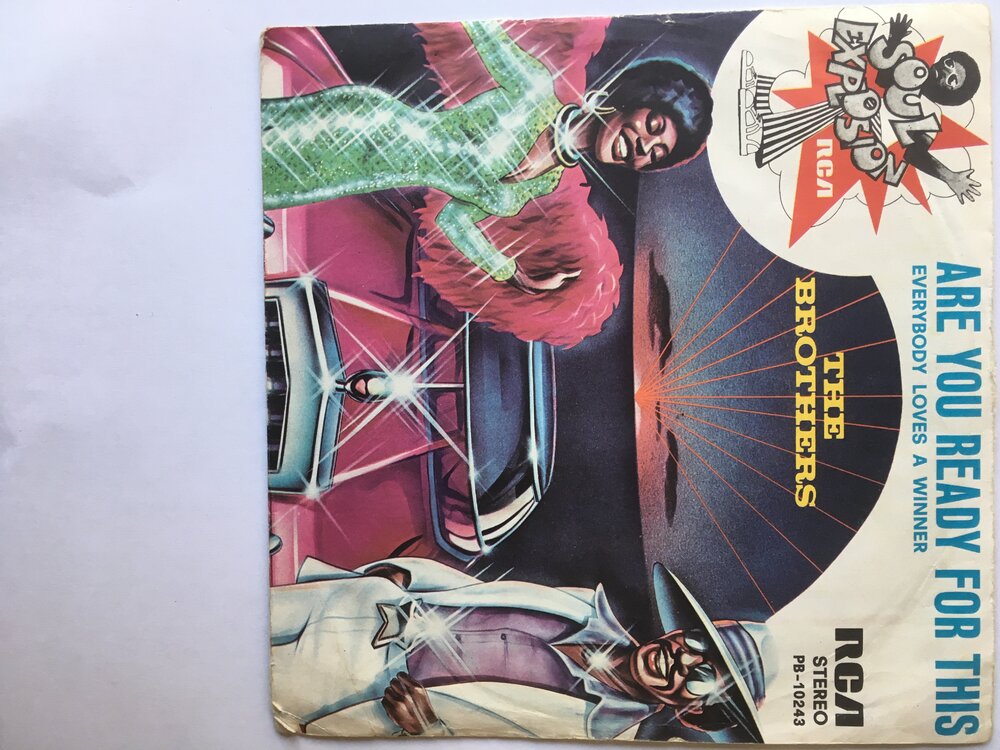 SOUL
EXPLOSION
RCA
ARE YOU READY FOR THIS
EVERYBODY LOVES A WINNER
THE
BROTHERS
RCA
STEREO
PB-10243